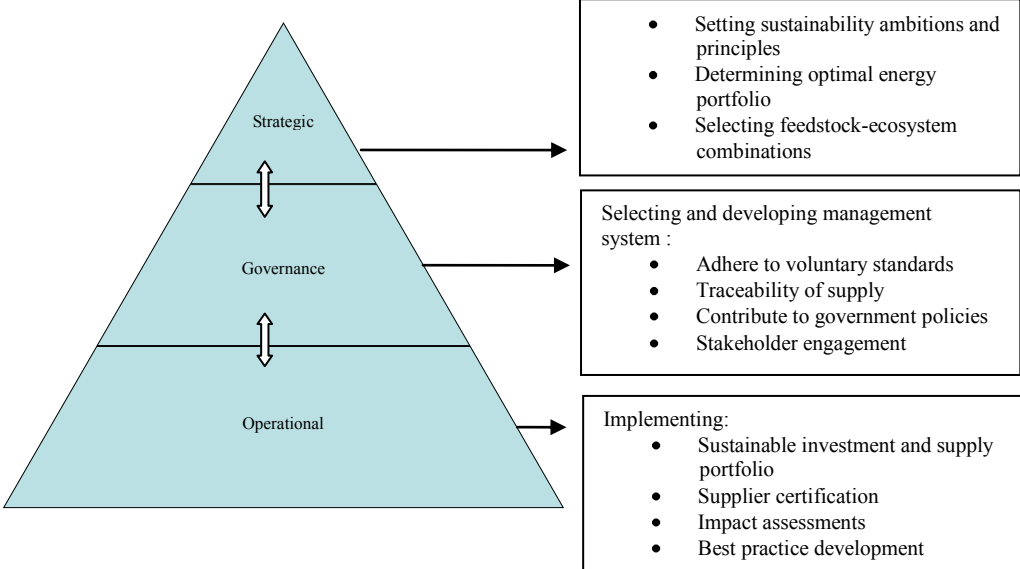 Strategic
• Setting sustainability ambitions and
principles
• Determining optimal energy
portfolio
• Selecting feedstock-ecosystem
combinations
Governance
Selecting and developing management
system :
• Adhere to voluntary standards
• Traceability of supply
• Contribute to government policies
• Stakeholder engagement
Operational
Implementing:
• Sustainable investment and supply
portfolio
• Supplier certification
• Impact assessments
• Best practice development